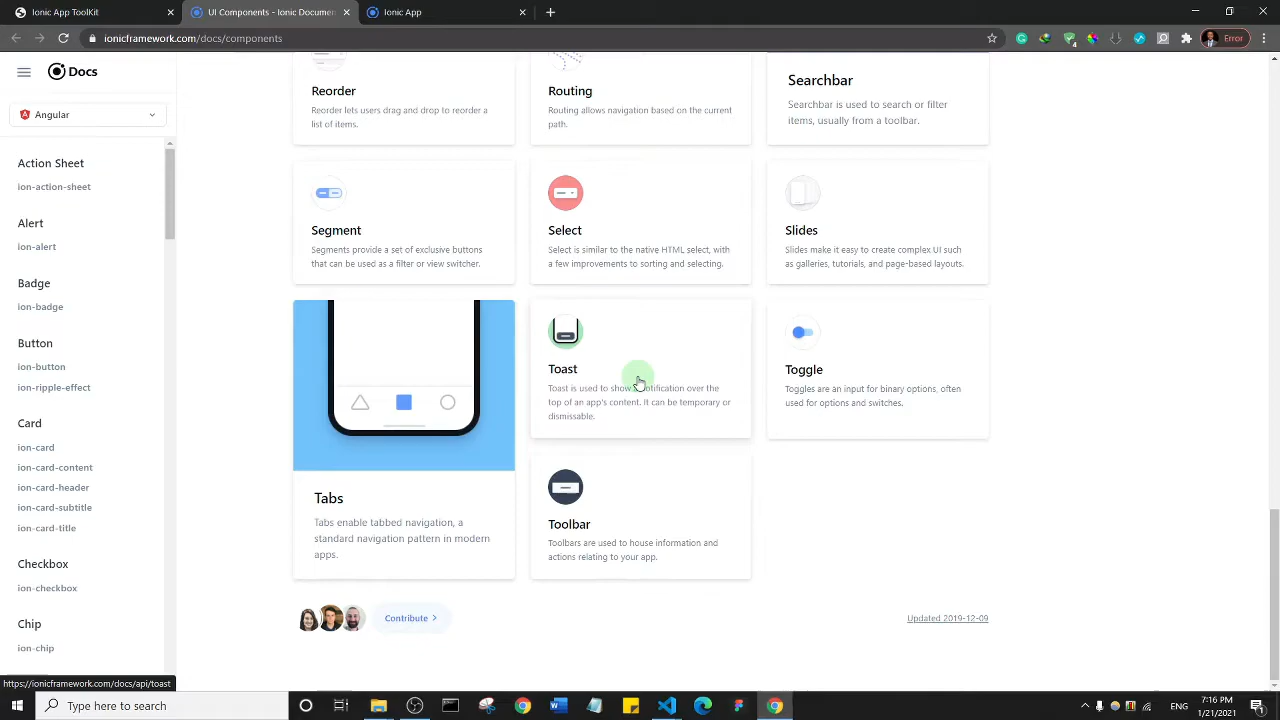 Ionic App ToolKit
UI Components - Ionic Documen
Ionic App
ionicframework.com/docs/components
Error
Docs
Angular
Action Sheet
ion-action-sheet
Alert
ion-alert
Badge
ion-badge
Button
ion-button
ion-ripple-effect
Card
ion-card
ion-card-content
ion-card-header
ion-card-subtitle
ion-card-title
Checkbox
ion-checkbox
Chip
ion-chip
https://ionicframework.com/docs/api/toast
Reorder
Reorder lets users drag and drop to reorder a
list of items.
Routing
Routing allows navigation based on the current
path.
Searchbar
Searchbar is used to search or filter
items, usually from a toolbar.
Segment
Segments provide a set of exclusive buttons
that can be used as a filter or view switcher.
Select
Select is similar to the native HTML select, with
a few improvements to sorting and selecting.
Slides
Slides make it easy to create complex UI such
as galleries, tutorials, and page-based layouts.
Tabs
Tabs enable tabbed navigation, a
standard navigation pattern in modern
apps.
Toast
Toast is used to show notification over the
top of an app's content. It can be temporary or
dismissable.
Toggle
Toggles are an input for binary options, often
used for options and switches.
Toolbar
Toolbars are used to house information and
actions relating to your app.
Contribute
Updated 2019-12-09
Type here to search
ENG
7:16 PM
1/21/2021